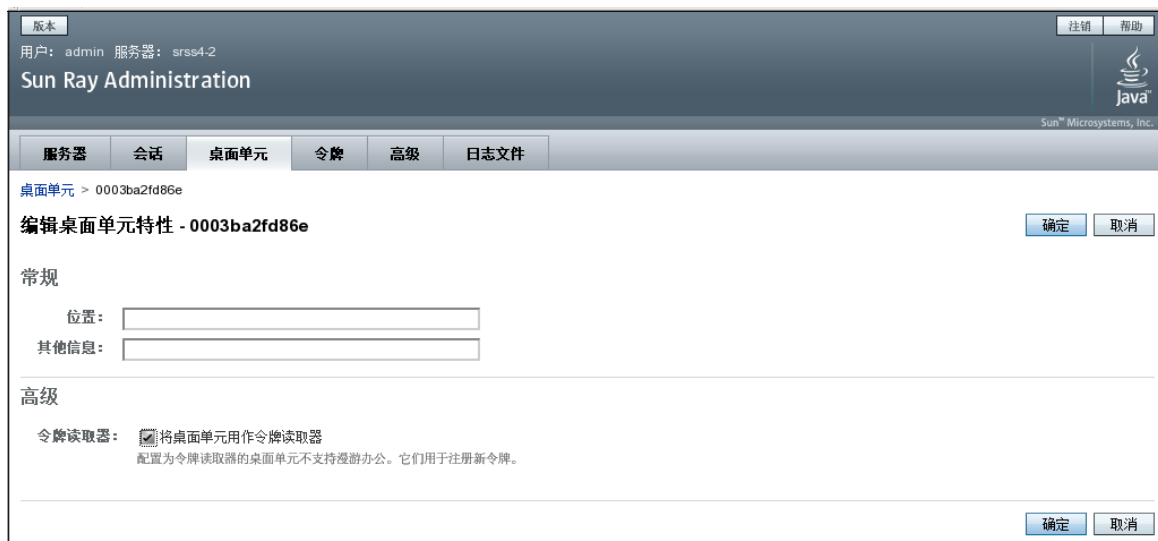 版本
注销 帮助
用户: admin 服务器: srss4-2
Sun Ray Administration
Java™
Sun™ Microsystems, Inc.
服务器 会话 桌面单元 令牌 高级 日志文件
桌面单元 > 0003ba2fd86e
编辑桌面单元特性 - 0003ba2fd86e
确定 取消
常规
位置:
其他信息:
高级
令牌读取器: 将桌面单元用作令牌读取器
配置为令牌读取器的桌面单元不支持漫游办公。它们用于注册新令牌。
确定 取消